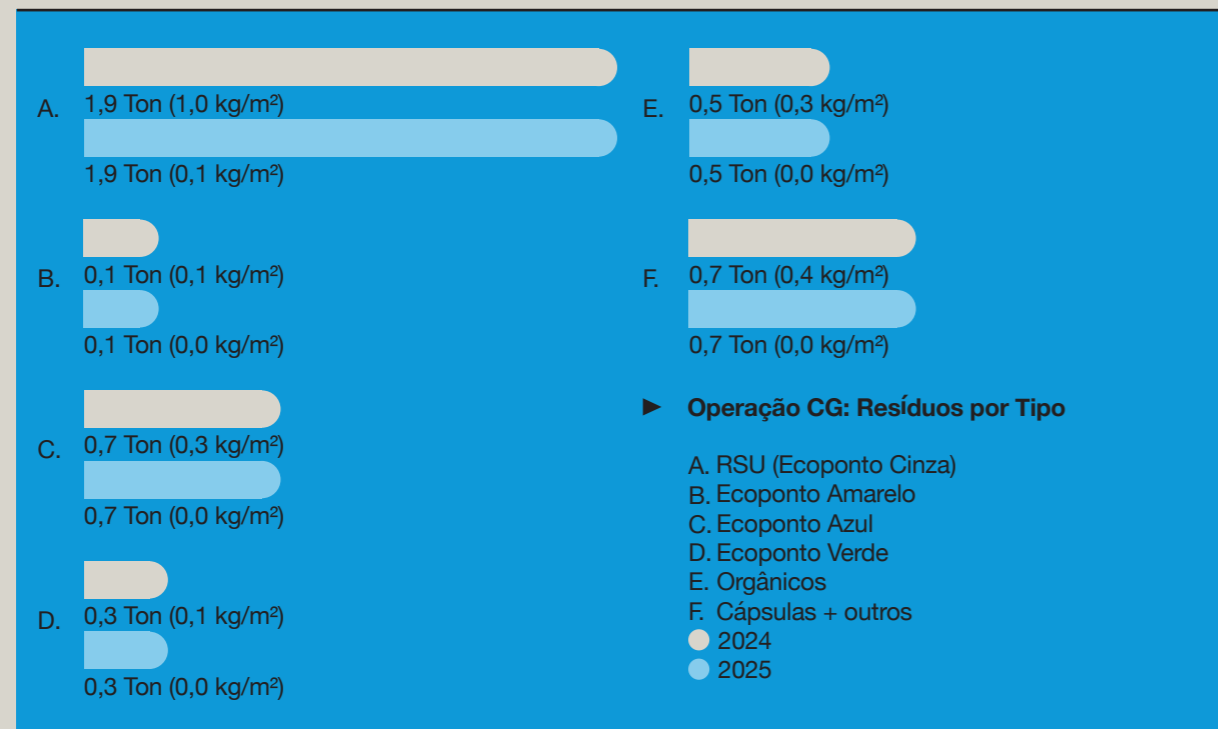 A.
1,9 Ton (1,0 kg/m²)
1,9 Ton (0,1 kg/m²)
B.
0,1 Ton (0,1 kg/m²)
0,1 Ton (0,0 kg/m²)
C.
0,7 Ton (0,3 kg/m²)
0,7 Ton (0,0 kg/m²)
D.
0,3 Ton (0,1 kg/m²)
0,3 Ton (0,0 kg/m²)
E.
0,5 Ton (0,3 kg/m²)
0,5 Ton (0,0 kg/m²)
F.
0,7 Ton (0,4 kg/m²)
0,7 Ton (0,0 kg/m²)
► Operação CG: Resíduos por Tipo
A. RSU (Ecoponto Cinza)
B. Ecoponto Amarelo
C. Ecoponto Azul
D. Ecoponto Verde
E. Orgânicos
F. Cápsulas + outros
2024
2025